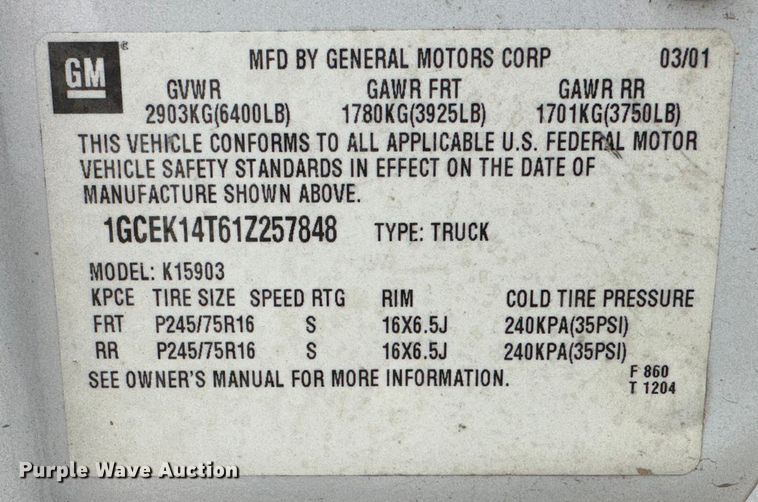 GM ® MFD BY GENERAL MOTORS CORP 03/01
GVWR GAWR FRT GAWR RR
2903KG(6400LB) 1780KG(3925LB) 1701KG(3750LB)
THIS VEHICLE CONFORMS TO ALL APPLICABLE U.S. FEDERAL MOTOR
VEHICLE SAFETY STANDARDS IN EFFECT ON THE DATE OF
MANUFACTURE SHOWN ABOVE.
1GCEK14T61Z257848 TYPE: TRUCK
MODEL: K15903
KPCE TIRE SIZE SPEED RTG RIM COLD TIRE PRESSURE
FRT P245/75R16 S 16X6.5J 240KPA(35PSI)
RR P245/75R16 S 16X6.5J 240KPA(35PSI)
SEE OWNER'S MANUAL FOR MORE INFORMATION.
F 860
T 1204
Purple Wave Auction